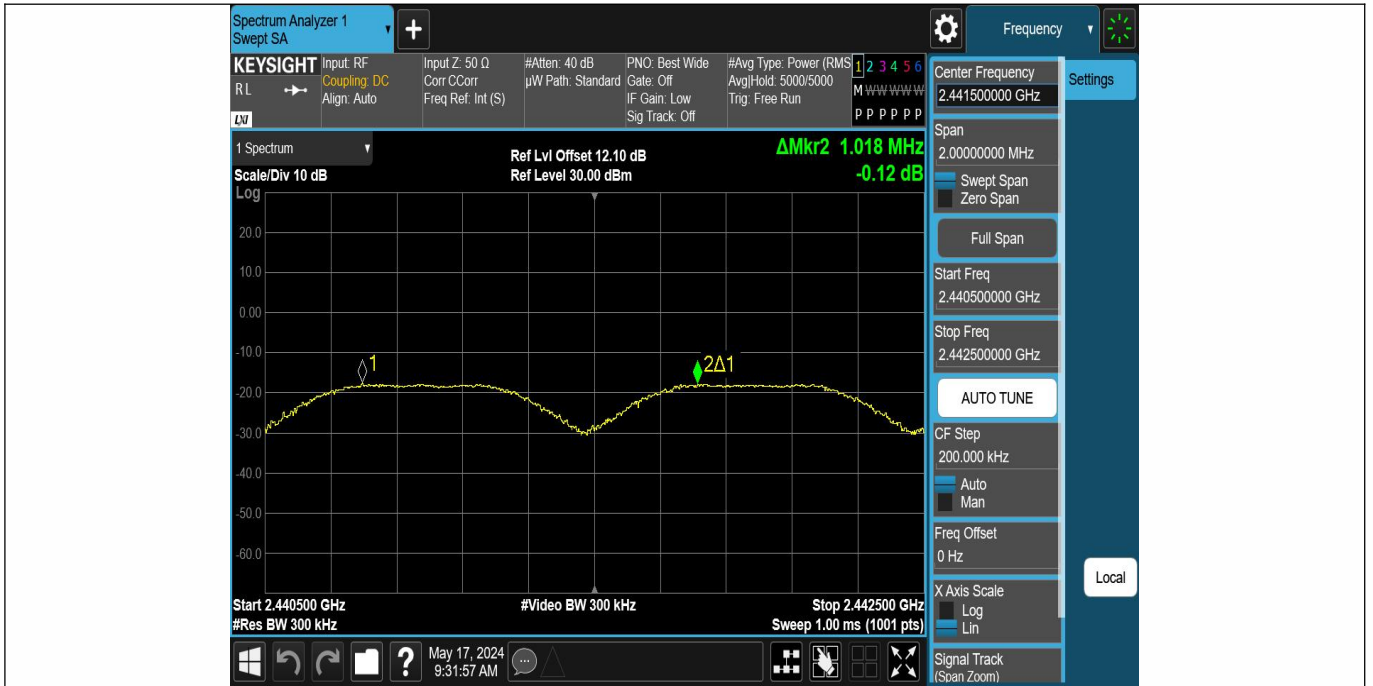 Spectrum Analyzer 1
Swept SA
+
Frequency
KEYSIGHT
RL
LXI
Input: RF
Coupling: DC
Align: Auto
Input Z: 50 Ω
Corr CCorr
Freq Ref: Int (S)
#Atten: 40 dB
µW Path: Standard
PNO: Best Wide
Gate: Off
IF Gain: Low
Sig Track: Off
#Avg Type: Power (RMS
Avg|Hold: 5000/5000
Trig: Free Run
1 2 3 4 5 6
M W W W W W
P P P P P P
1 Spectrum
Scale/Div 10 dB
Ref Lvl Offset 12.10 dB
Ref Level 30.00 dBm
ΔMkr2 1.018 MHz
-0.12 dB
Log
20.0
10.0
0.00
-10.0
-20.0
-30.0
-40.0
-50.0
-60.0
1
2Δ1
Start 2.440500 GHz
#Res BW 300 kHz
#Video BW 300 kHz
Stop 2.442500 GHz
Sweep 1.00 ms (1001 pts)
Center Frequency
2.441500000 GHz
Settings
Span
2.00000000 MHz
Swept Span
Zero Span
Full Span
Start Freq
2.440500000 GHz
Stop Freq
2.442500000 GHz
AUTO TUNE
CF Step
200.000 kHz
Auto
Man
Freq Offset
0 Hz
X Axis Scale
Log
Lin
Signal Track
(Span Zoom)
Local
?
May 17, 2024
9:31:57 AM